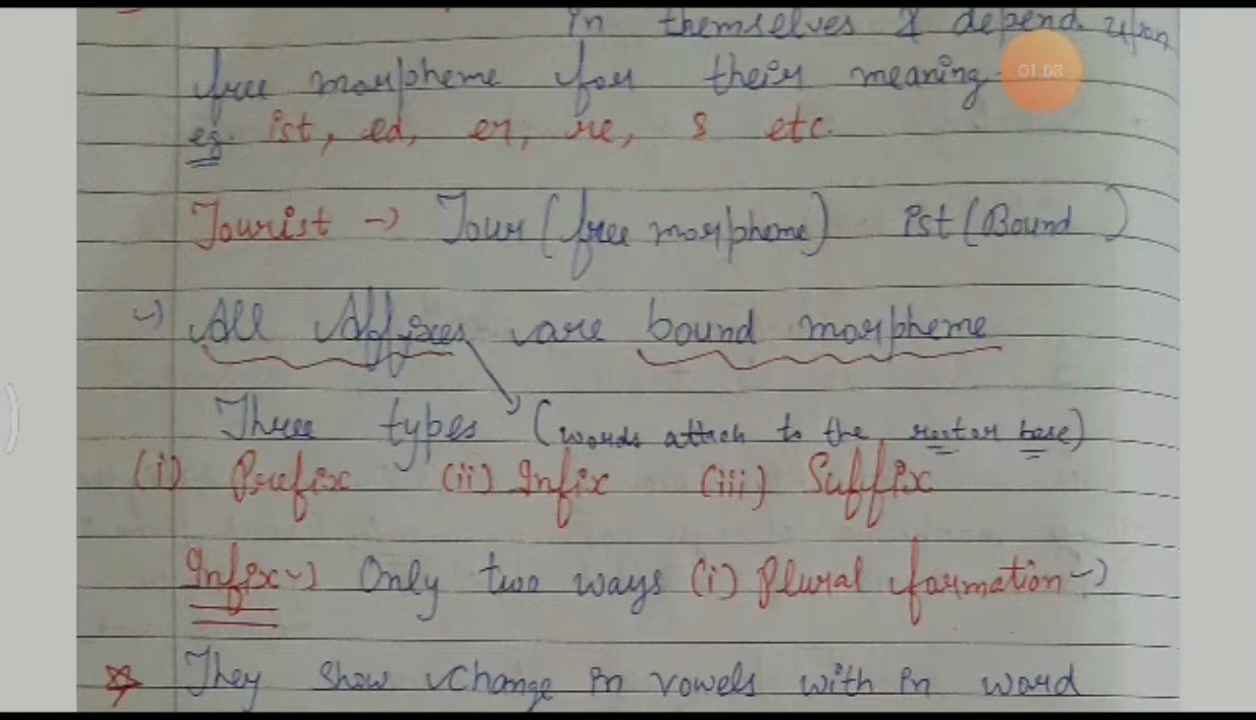 in themselves & depend upon
free morpheme for their meaning.
01:03
eg. ist, ed, er, re, s etc.
Tourist → Tour (free morpheme) ist (Bound )
→ All Affixes are bound morpheme
Three types (words attach to the root or base)
(i) Prefix (ii) Infix (iii) Suffix
Infix → Only two ways (i) Plural formation →
They show change in vowels with in word